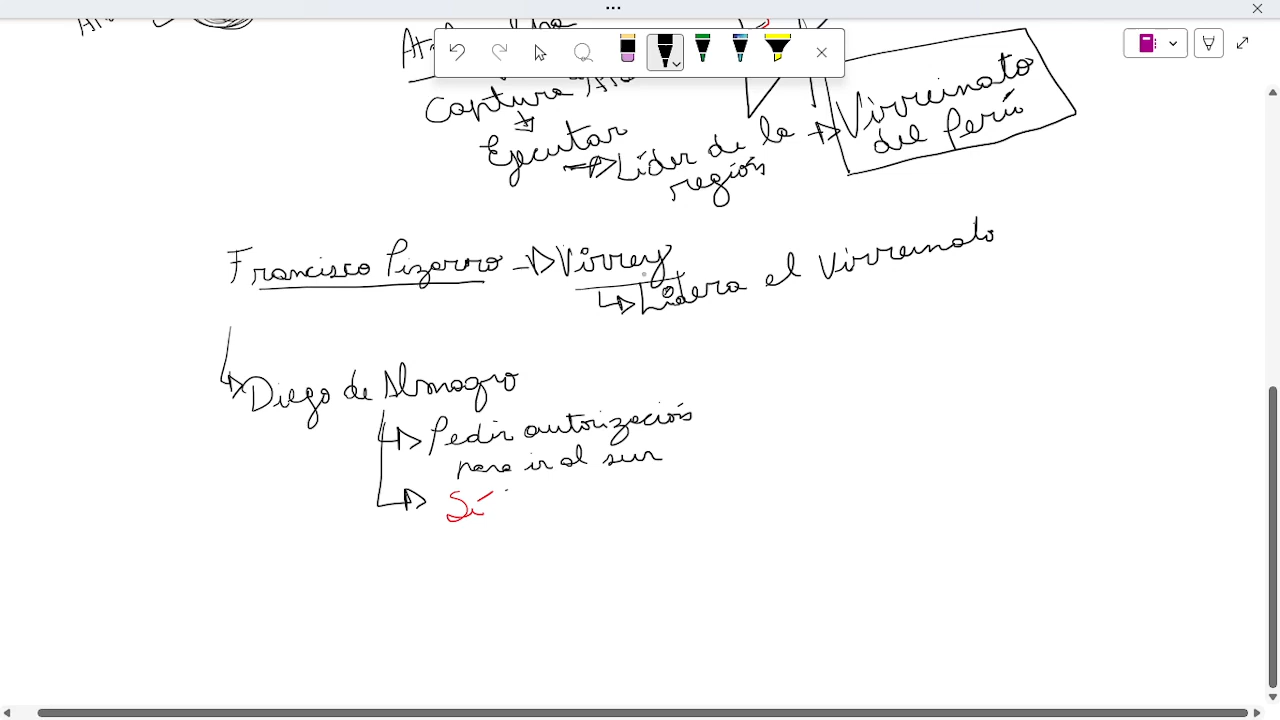 Captura
Ejecutar
Líder de la
región
Virreinato
del Perú
Francisco Pizarro Virrey
Lidera el Virreinato
Diego de Almagro
Pedir autorización
para ir al sur
Sí